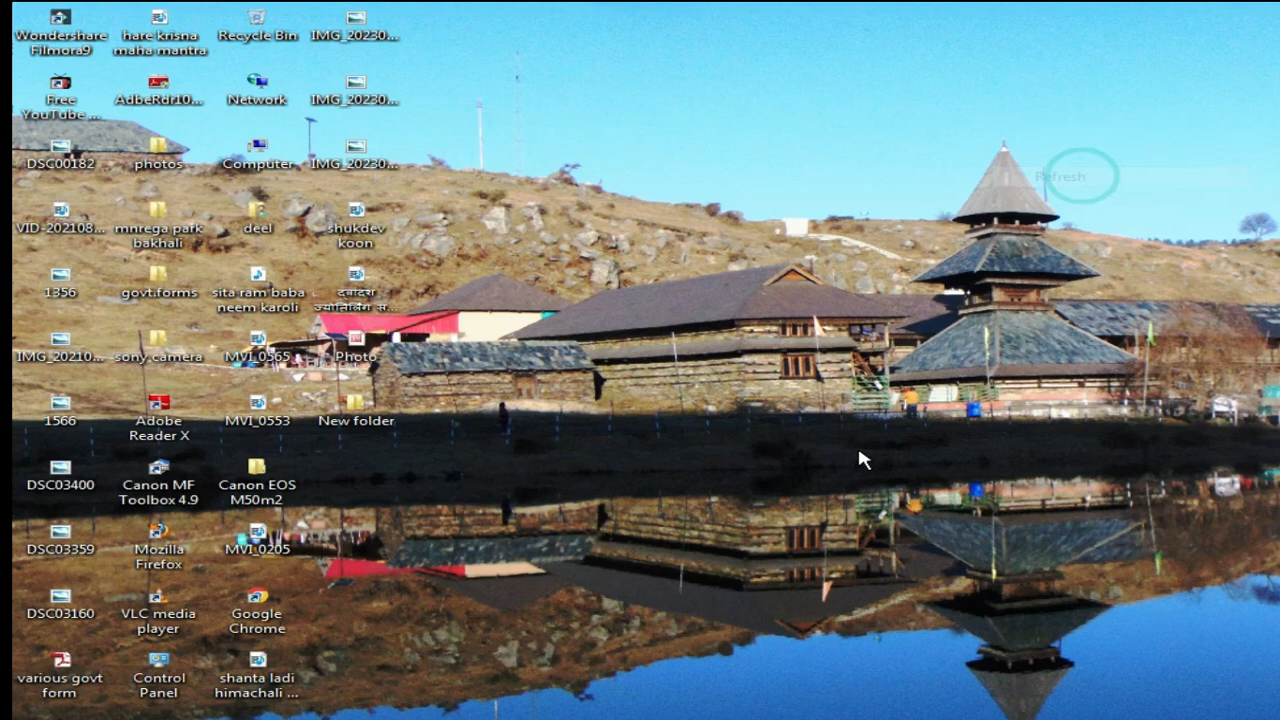 Wondershare
Filmora9
hare krisna
maha mantra
Recycle Bin
IMG_20230...
Free
YouTube ...
AdbeRdr10...
Network
IMG_20230...
DSC00182
photos
Computer
IMG_20230...
Refresh
VID-202108...
mnrega park
bakhali
deel
shukdev
koon
1356
govt.forms
sita ram baba
neem karoli
द्वादश
ज्योतिर्लिंग स...
IMG_20210...
sony camera
MVI_0565
Photo
1566
Adobe
Reader X
MVI_0553
New folder
DSC03400
Canon MF
Toolbox 4.9
Canon EOS
M50m2
DSC03359
Mozilla
Firefox
MVI_0205
DSC03160
VLC media
player
Google
Chrome
various govt
form
Control
Panel
shanta ladi
himachali ...